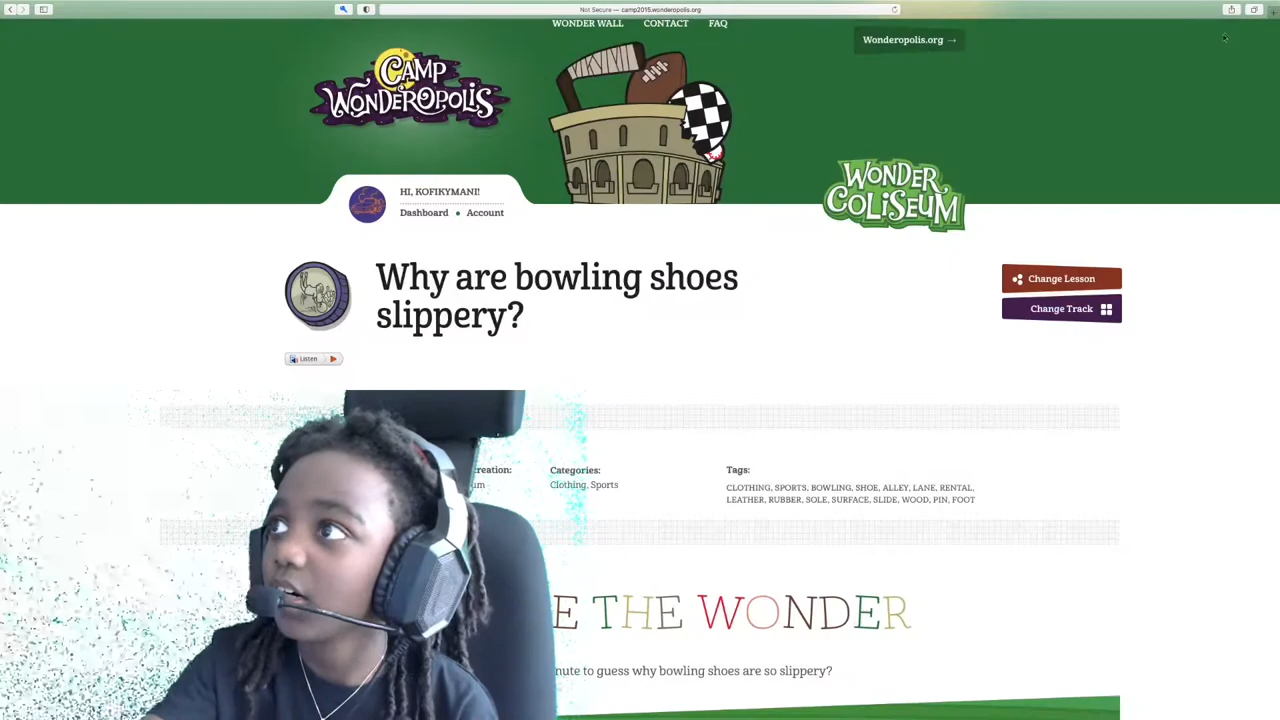 Not Secure — camp2015.wonderopolis.org
WONDER WALL CONTACT FAQ
Wonderopolis.org →
CAMP
WONDEROPOLIS
WONDER
COLISEUM
HI, KOFIKYMANI!
Dashboard • Account
Why are bowling shoes
slippery?
Change Lesson
Change Track
Listen
reation: Categories: Tags:
um Clothing, Sports CLOTHING, SPORTS, BOWLING, SHOE, ALLEY, LANE, RENTAL,
LEATHER, RUBBER, SOLE, SURFACE, SLIDE, WOOD, PIN, FOOT
E THE WONDER
nute to guess why bowling shoes are so slippery?